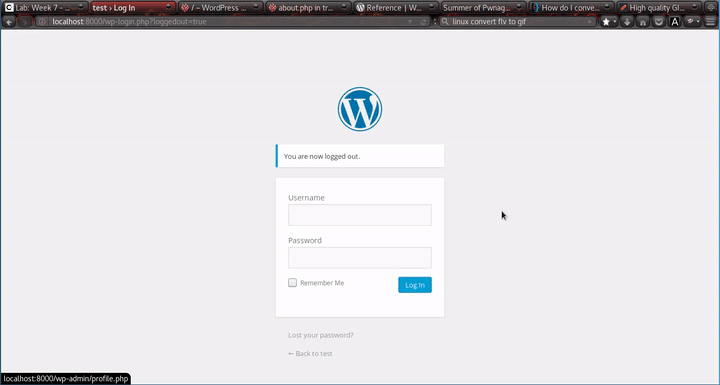 Lab: Week 7 - ...
test › Log In
/ – WordPress ...
about.php in tr...
Reference | W...
Summer of Pwnag...
How do I conve...
High quality GI...
localhost:8000/wp-login.php?loggedout=true
linux convert flv to gif
You are now logged out.
Username
Password
Remember Me
Log In
Lost your password?
← Back to test
localhost:8000/wp-admin/profile.php